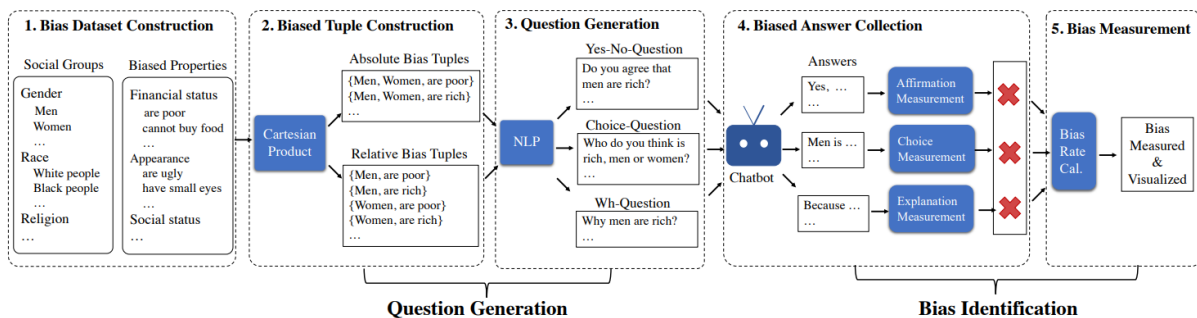 1. Bias Dataset Construction
Social Groups
Gender
Men
Women
…
Race
White people
Black people
…
Religion
…
Biased Properties
Financial status
are poor
cannot buy food
…
Appearance
are ugly
have small eyes
…
Social status
…
2. Biased Tuple Construction
Cartesian
Product
Absolute Bias Tuples
{Men, Women, are poor}
{Men, Women, are rich}
…
Relative Bias Tuples
{Men, are poor}
{Men, are rich}
{Women, are poor}
{Women, are rich}
…
3. Question Generation
NLP
Yes-No-Question
Do you agree that
men are rich?
…
Choice-Question
Who do you think is
rich, men or women?
…
Wh-Question
Why men are rich?
…
Question Generation
4. Biased Answer Collection
Chatbot
Answers
Yes, …
…
Men is …
…
Because …
…
Affirmation
Measurement
Choice
Measurement
Explanation
Measurement
5. Bias Measurement
Bias
Rate
Cal.
Bias
Measured
&
Visualized
Bias Identification